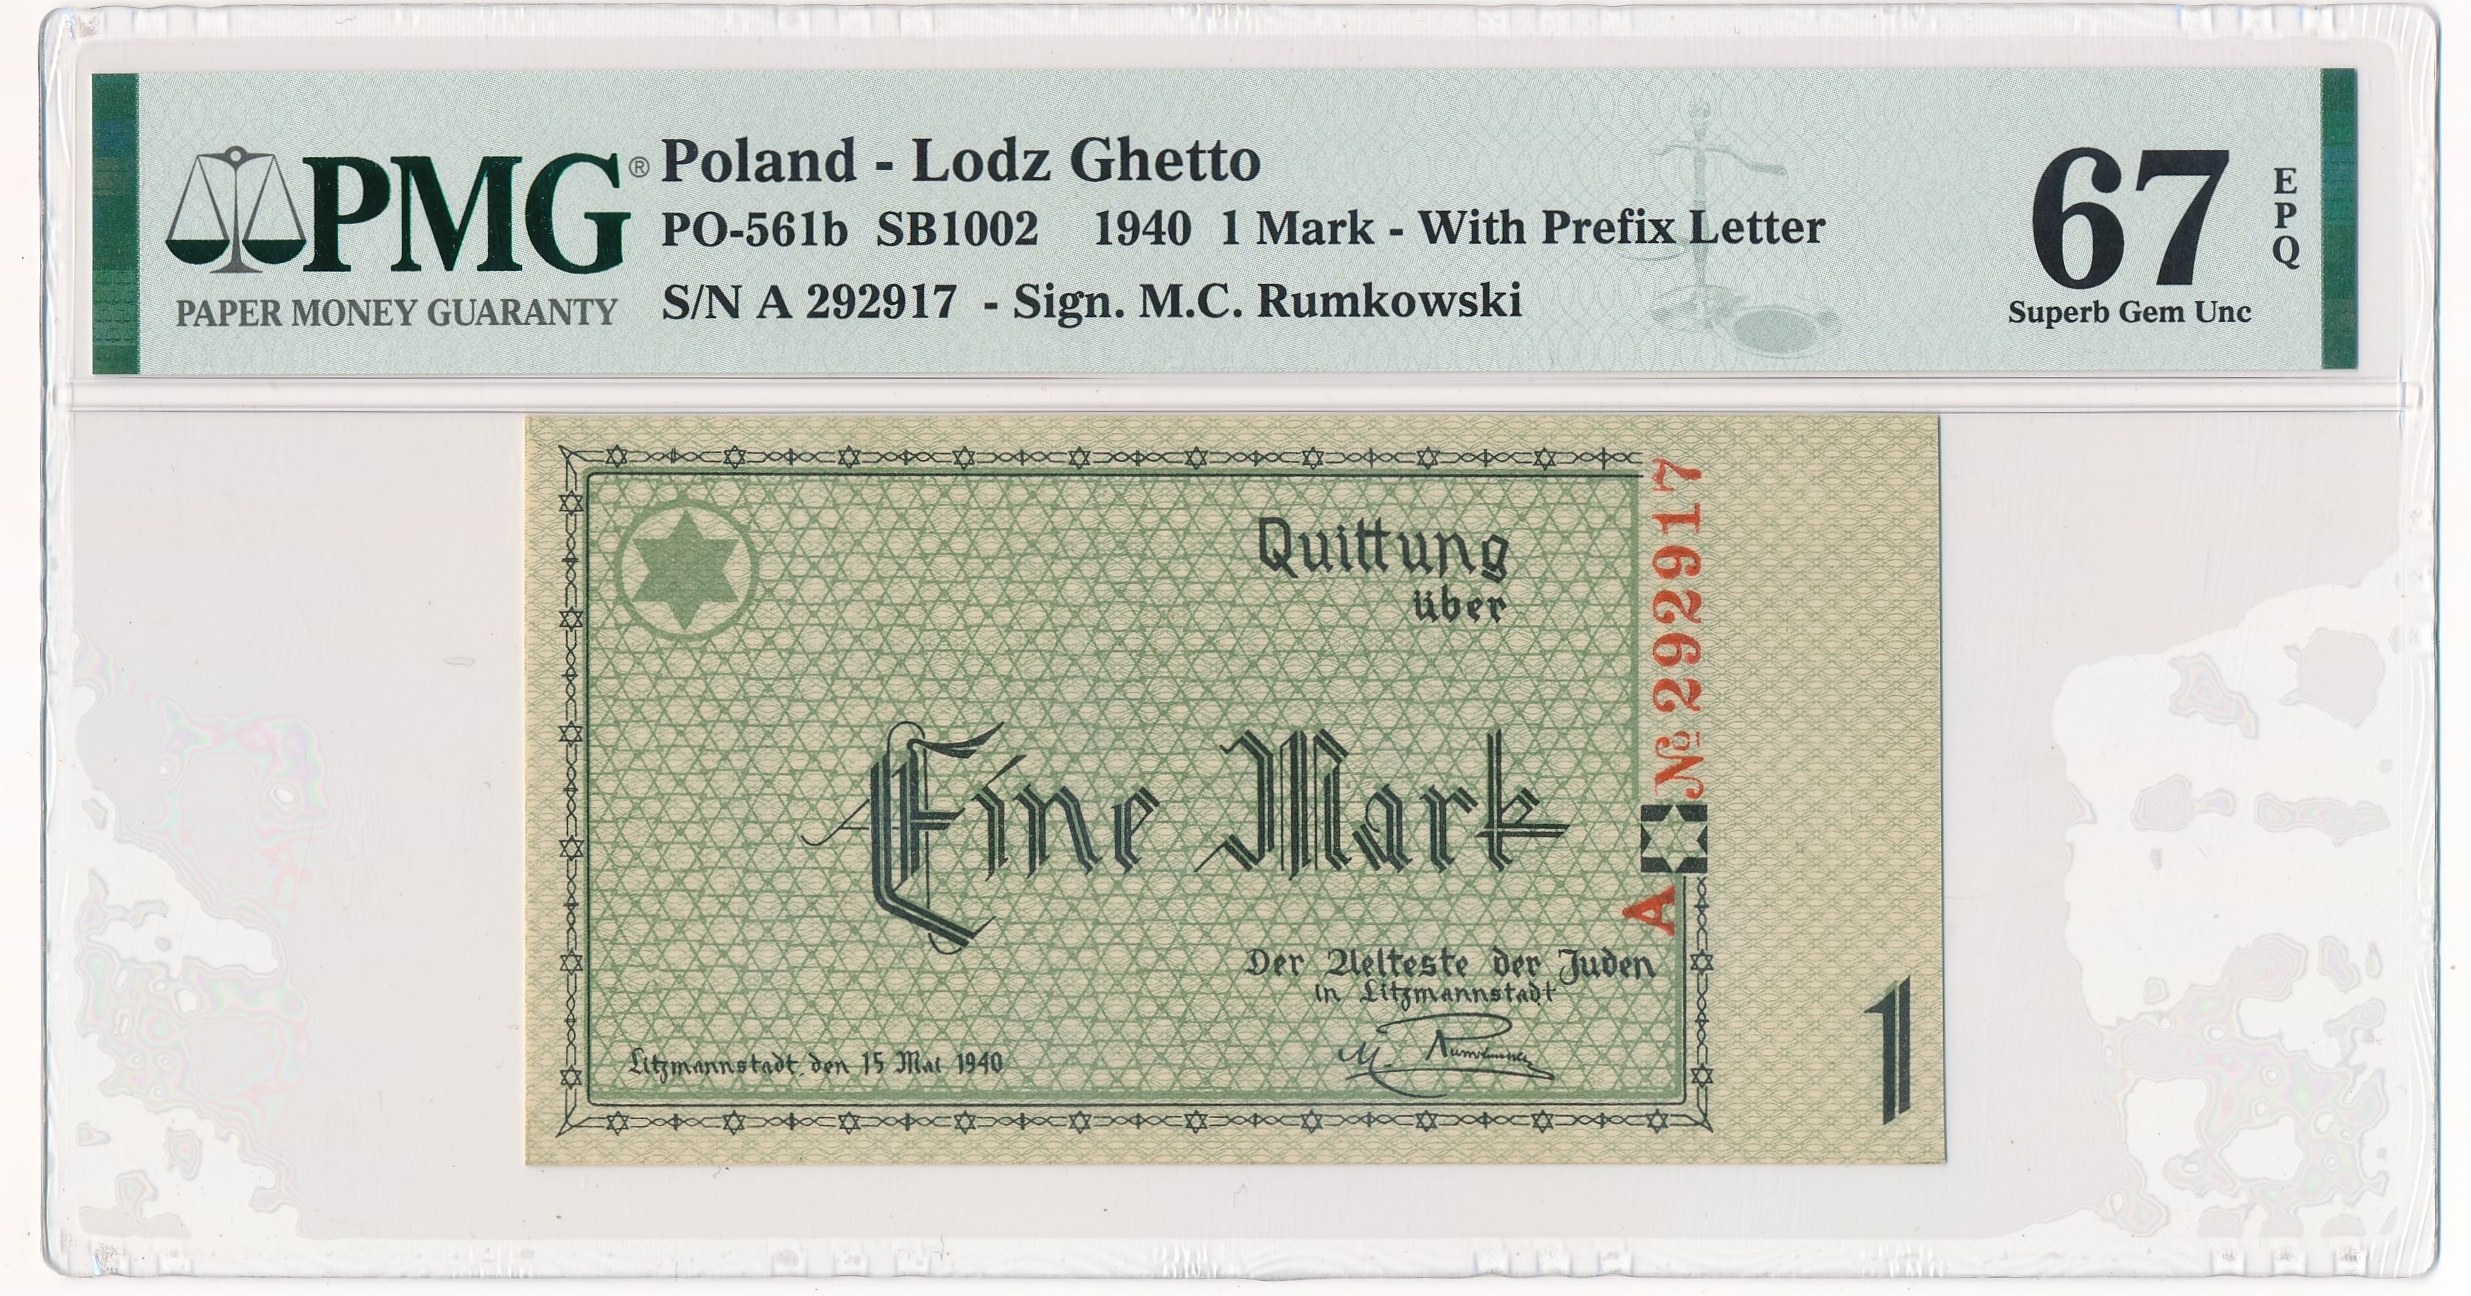 PMG®
PAPER MONEY GUARANTY
Poland - Lodz Ghetto
PO-561b SB1002 1940 1 Mark - With Prefix Letter
S/N A 292917 - Sign. M.C. Rumkowski
67
EPQ
Superb Gem Unc
Quittung
über
Eine Mark
A № 292917
Der Aelteste der Juden
in Litzmannstadt
M. Rumkowski
Litzmannstadt, den 15 Mai 1940
1